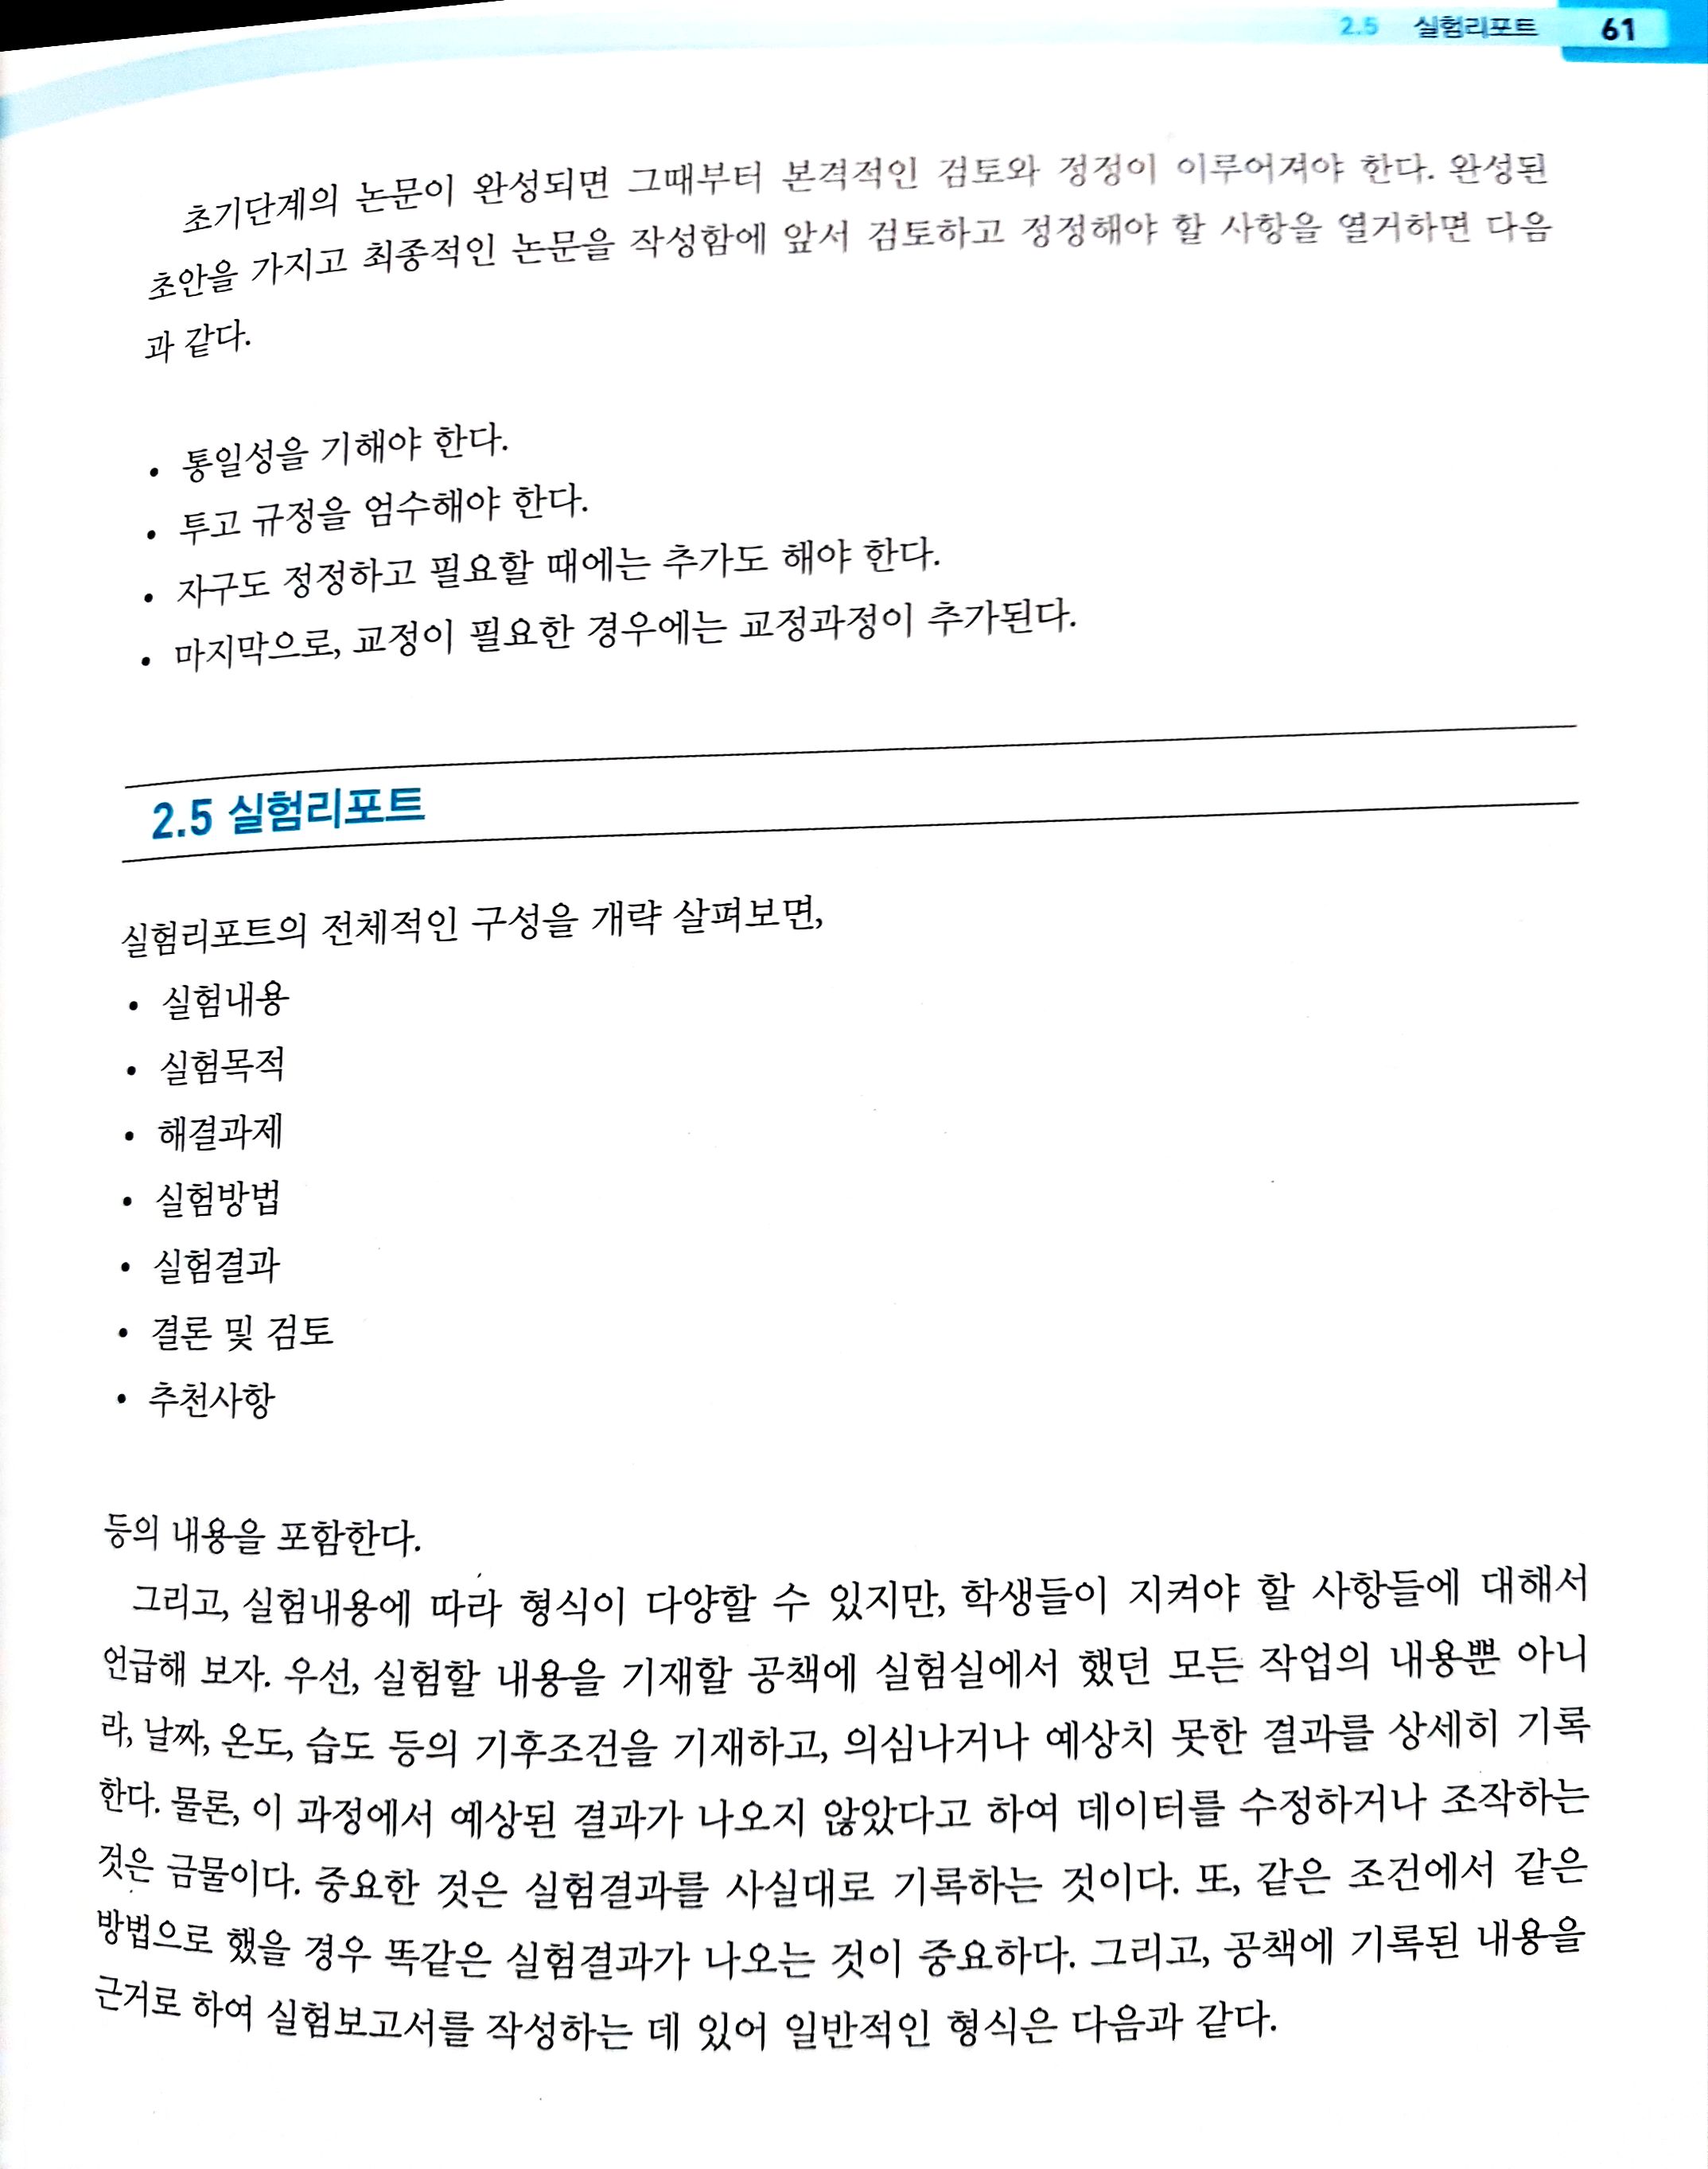 2.5 실험리포트 61
초기단계의 논문이 완성되면 그때부터 본격적인 검토와 정정이 이루어져야 한다. 완성된
초안을 가지고 최종적인 논문을 작성함에 앞서 검토하고 정정해야 할 사항을 열거하면 다음
과 같다.
• 통일성을 기해야 한다.
• 투고 규정을 엄수해야 한다.
• 자구도 정정하고 필요할 때에는 추가도 해야 한다.
• 마지막으로, 교정이 필요한 경우에는 교정과정이 추가된다.
2.5 실험리포트
실험리포트의 전체적인 구성을 개략 살펴보면,
• 실험내용
• 실험목적
• 해결과제
• 실험방법
• 실험결과
• 결론 및 검토
• 추천사항
등의 내용을 포함한다.
그리고, 실험내용에 따라 형식이 다양할 수 있지만, 학생들이 지켜야 할 사항들에 대해서
언급해 보자. 우선, 실험할 내용을 기재할 공책에 실험실에서 했던 모든 작업의 내용뿐 아니
라, 날짜, 온도, 습도 등의 기후조건을 기재하고, 의심나거나 예상치 못한 결과를 상세히 기록
한다. 물론, 이 과정에서 예상된 결과가 나오지 않았다고 하여 데이터를 수정하거나 조작하는
것은 금물이다. 중요한 것은 실험결과를 사실대로 기록하는 것이다. 또, 같은 조건에서 같은
방법으로 했을 경우 똑같은 실험결과가 나오는 것이 중요하다. 그리고, 공책에 기록된 내용을
근거로 하여 실험보고서를 작성하는 데 있어 일반적인 형식은 다음과 같다.